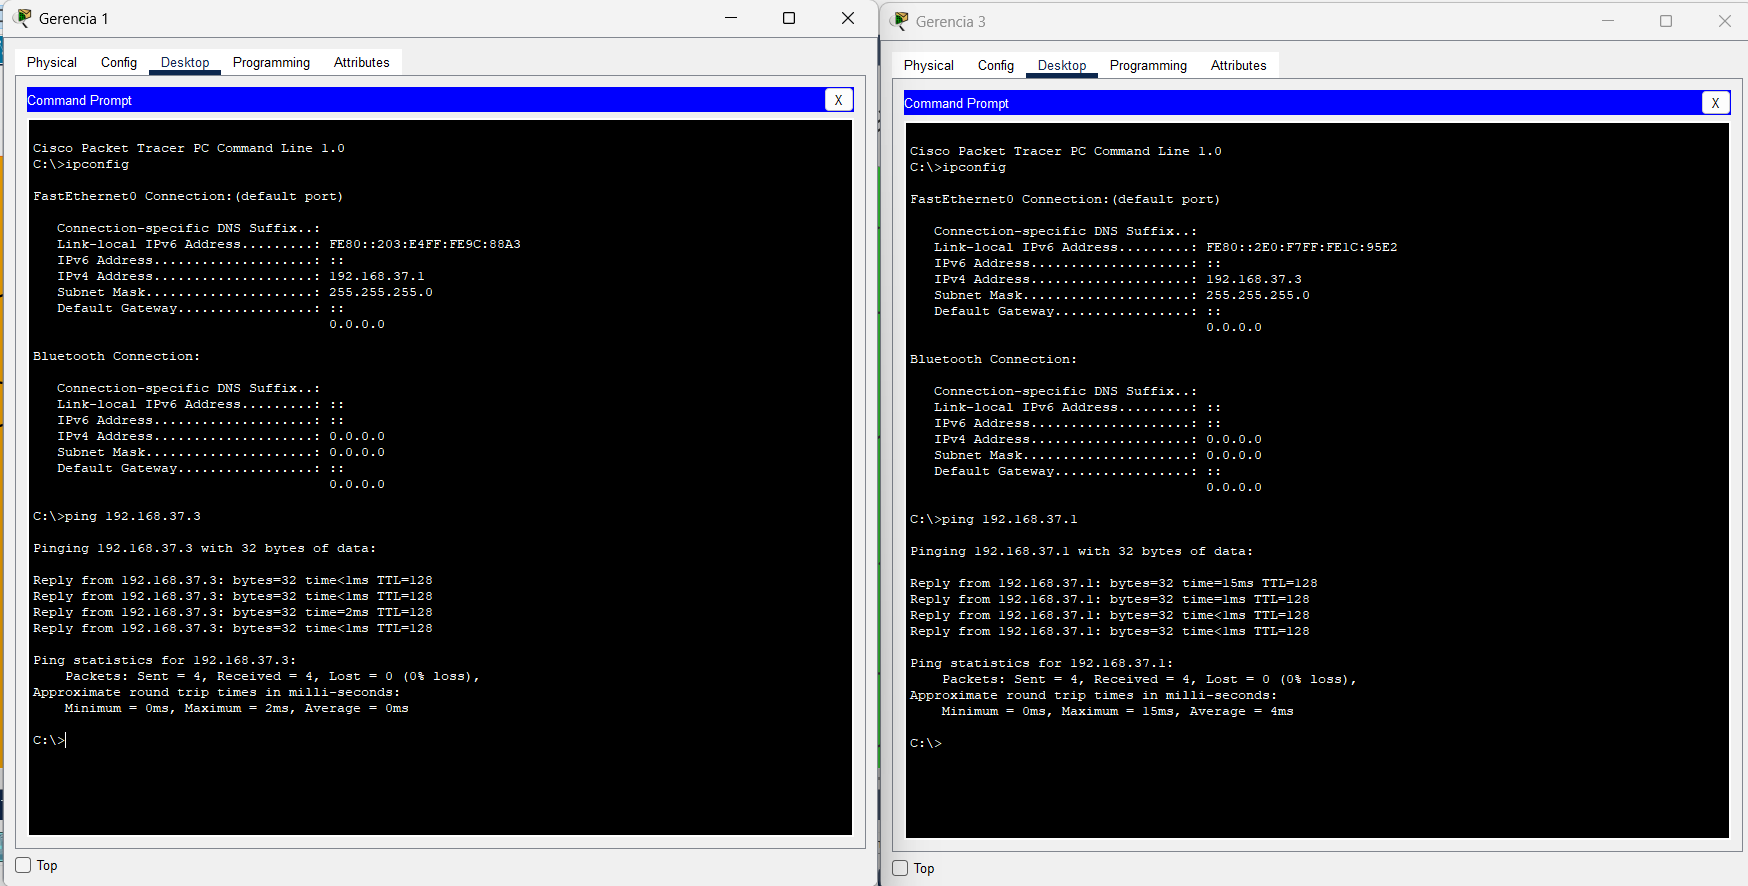 Gerencia 1
Physical Config Desktop Programming Attributes
Command Prompt
X
Cisco Packet Tracer PC Command Line 1.0
C:\>ipconfig
FastEthernet0 Connection:(default port)
Connection-specific DNS Suffix..:
Link-local IPv6 Address.........: FE80::203:E4FF:FE9C:88A3
IPv6 Address....................: ::
IPv4 Address....................: 192.168.37.1
Subnet Mask.....................: 255.255.255.0
Default Gateway.................: ::
0.0.0.0
Bluetooth Connection:
Connection-specific DNS Suffix..:
Link-local IPv6 Address.........: ::
IPv6 Address....................: ::
IPv4 Address....................: 0.0.0.0
Subnet Mask.....................: 0.0.0.0
Default Gateway.................: ::
0.0.0.0
C:\>ping 192.168.37.3
Pinging 192.168.37.3 with 32 bytes of data:
Reply from 192.168.37.3: bytes=32 time<1ms TTL=128
Reply from 192.168.37.3: bytes=32 time<1ms TTL=128
Reply from 192.168.37.3: bytes=32 time=2ms TTL=128
Reply from 192.168.37.3: bytes=32 time<1ms TTL=128
Ping statistics for 192.168.37.3:
Packets: Sent = 4, Received = 4, Lost = 0 (0% loss),
Approximate round trip times in milli-seconds:
Minimum = 0ms, Maximum = 2ms, Average = 0ms
C:\>
Top
Gerencia 3
Physical Config Desktop Programming Attributes
Command Prompt
X
Cisco Packet Tracer PC Command Line 1.0
C:\>ipconfig
FastEthernet0 Connection:(default port)
Connection-specific DNS Suffix..:
Link-local IPv6 Address.........: FE80::2E0:F7FF:FE1C:95E2
IPv6 Address....................: ::
IPv4 Address....................: 192.168.37.3
Subnet Mask.....................: 255.255.255.0
Default Gateway.................: ::
0.0.0.0
Bluetooth Connection:
Connection-specific DNS Suffix..:
Link-local IPv6 Address.........: ::
IPv6 Address....................: ::
IPv4 Address....................: 0.0.0.0
Subnet Mask.....................: 0.0.0.0
Default Gateway.................: ::
0.0.0.0
C:\>ping 192.168.37.1
Pinging 192.168.37.1 with 32 bytes of data:
Reply from 192.168.37.1: bytes=32 time=15ms TTL=128
Reply from 192.168.37.1: bytes=32 time=1ms TTL=128
Reply from 192.168.37.1: bytes=32 time<1ms TTL=128
Reply from 192.168.37.1: bytes=32 time<1ms TTL=128
Ping statistics for 192.168.37.1:
Packets: Sent = 4, Received = 4, Lost = 0 (0% loss),
Approximate round trip times in milli-seconds:
Minimum = 0ms, Maximum = 15ms, Average = 4ms
C:\>
Top